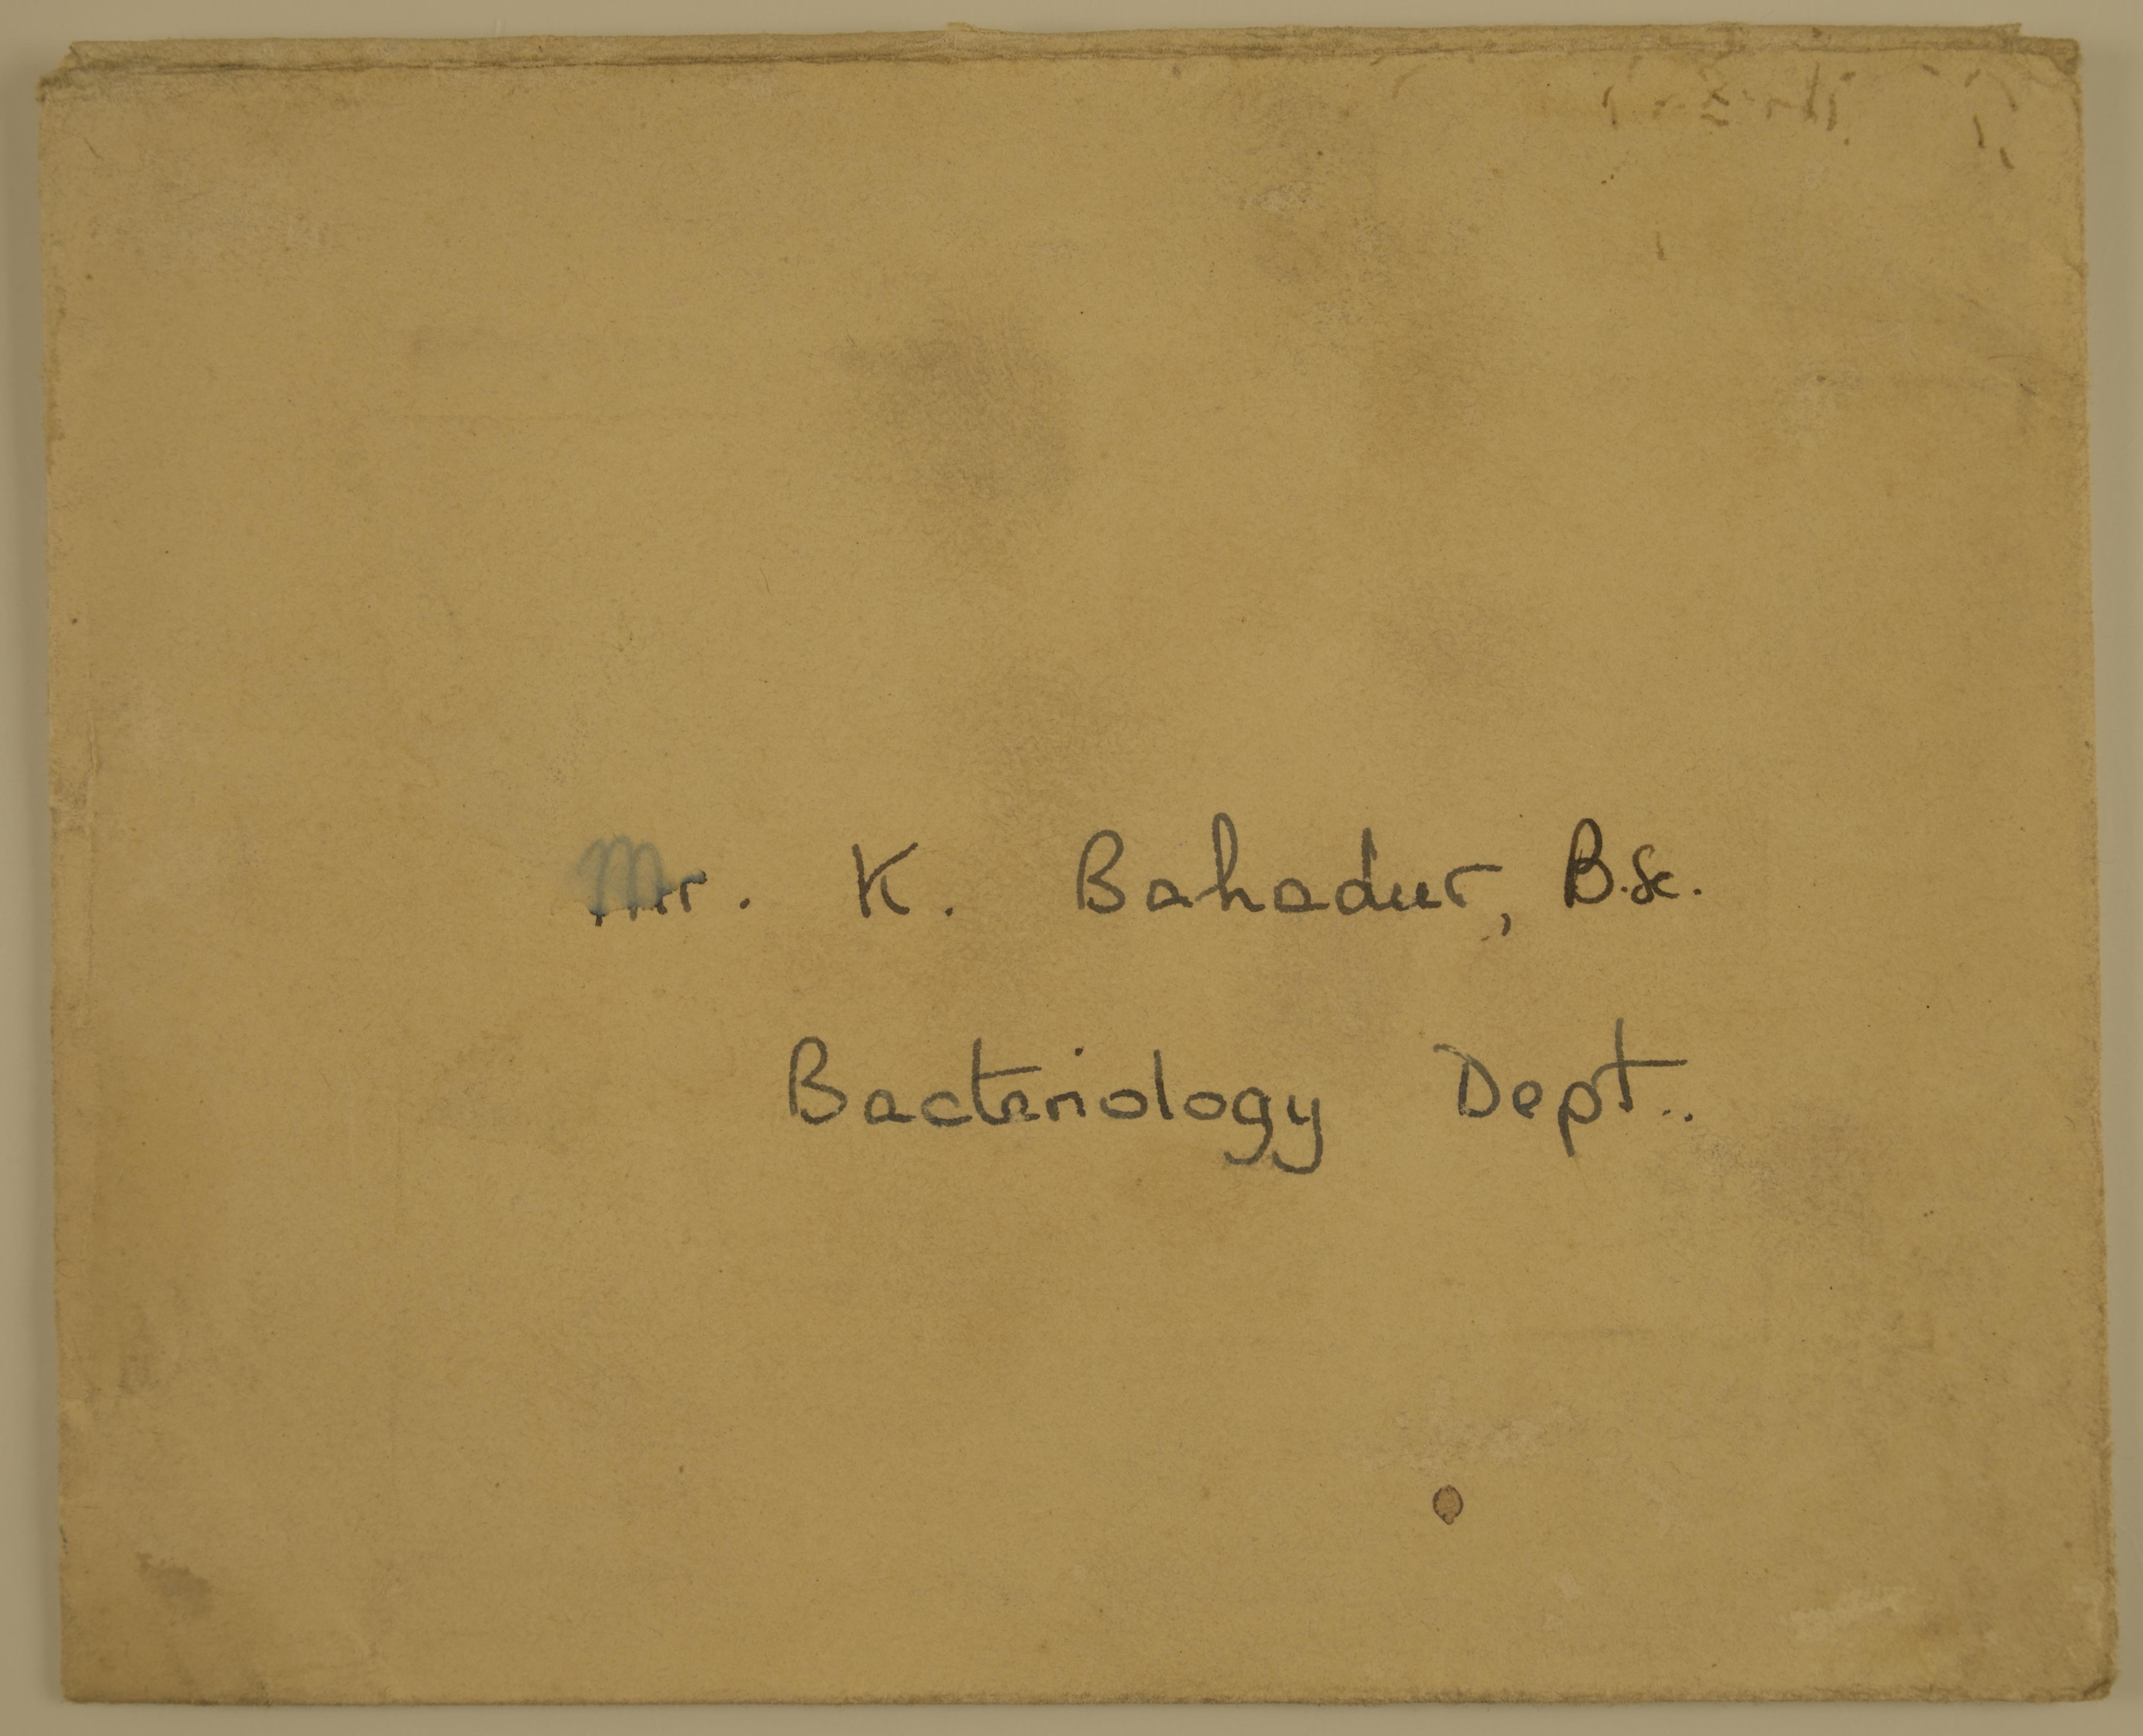 Mr. K. Bahadur, B.Sc.
Bacteriology Dept.